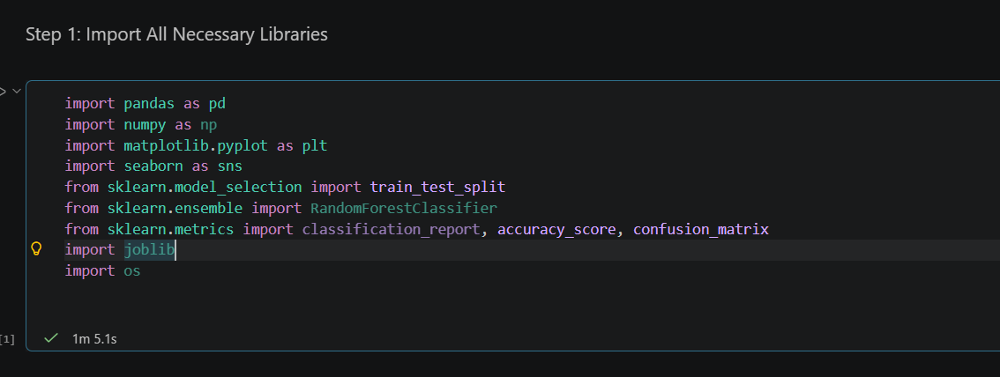 Step 1: Import All Necessary Libraries
import pandas as pd
import numpy as np
import matplotlib.pyplot as plt
import seaborn as sns
from sklearn.model_selection import train_test_split
from sklearn.ensemble import RandomForestClassifier
from sklearn.metrics import classification_report, accuracy_score, confusion_matrix
import joblib
import os
[1] 1m 5.1s